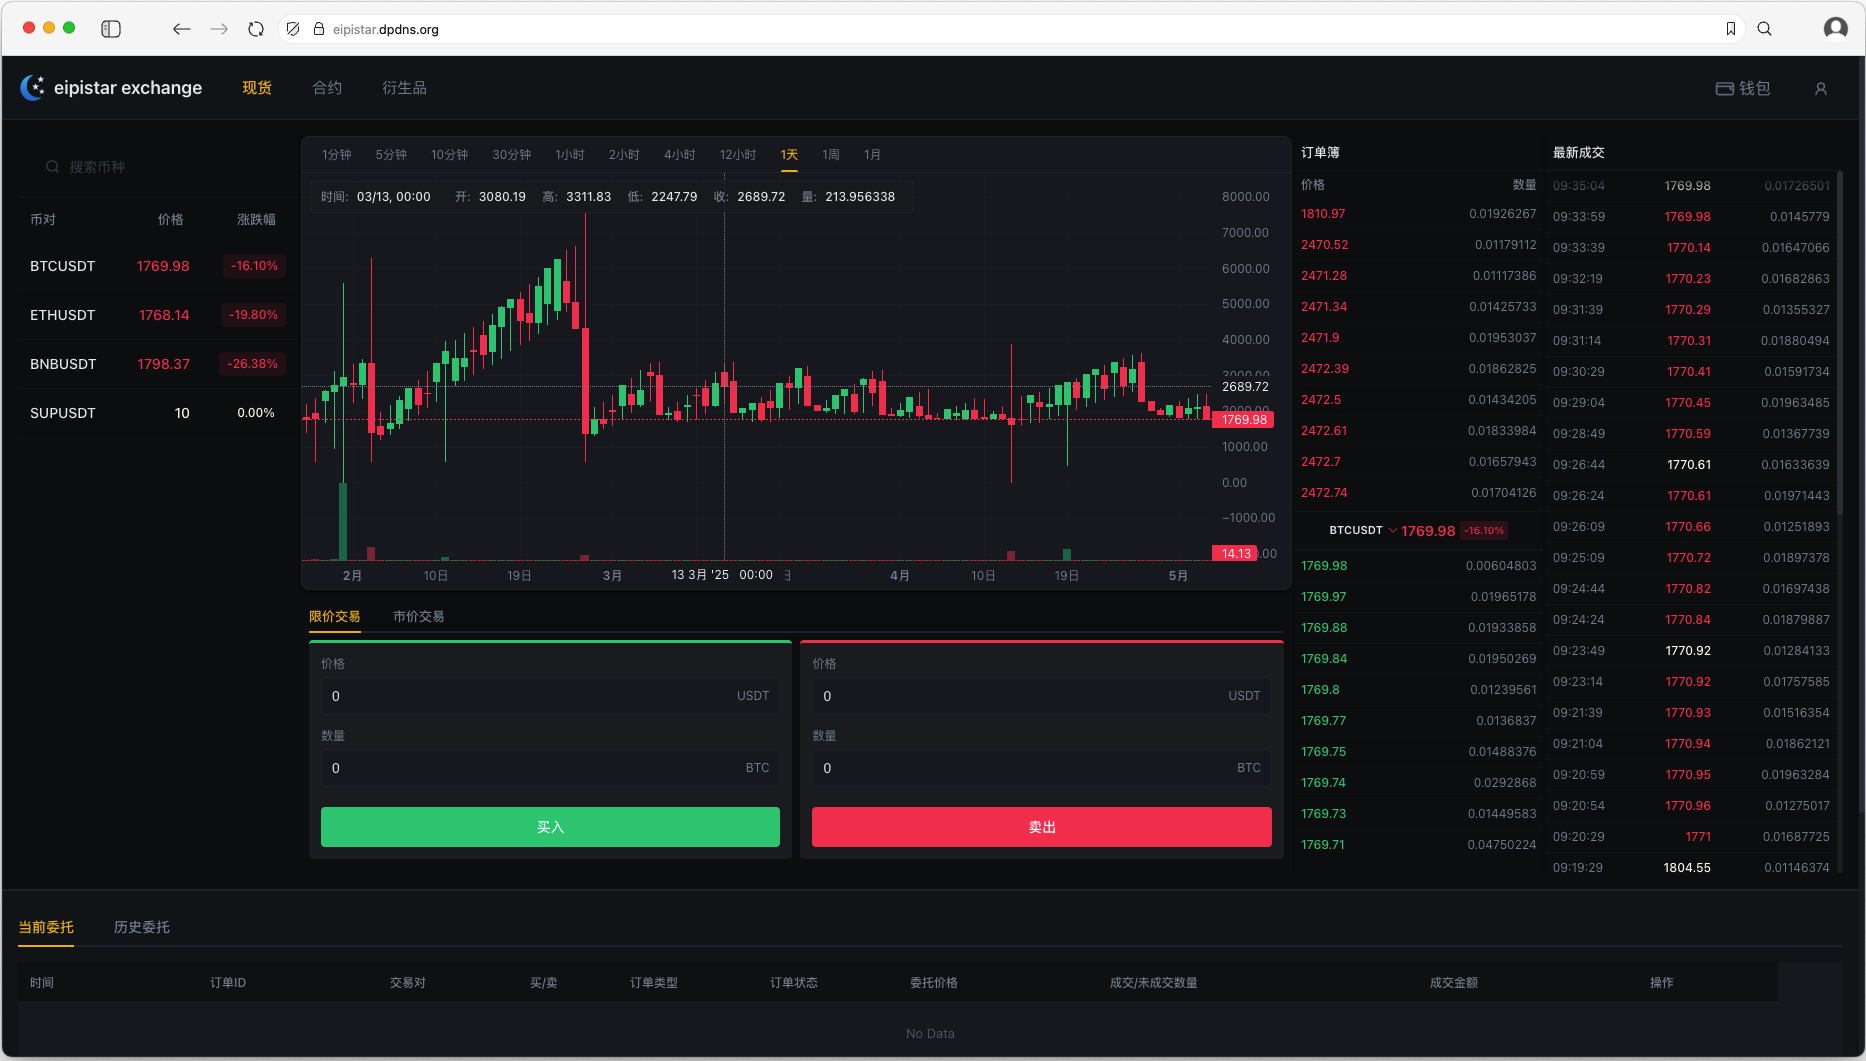 eipistar.dpdns.org
eipistar exchange
现货
合约
衍生品
钱包
搜索币种
币对 价格 涨跌幅
BTCUSDT 1769.98 -16.10%
ETHUSDT 1768.14 -19.80%
BNBUSDT 1798.37 -26.38%
SUPUSDT 10 0.00%
1分钟 5分钟 10分钟 30分钟 1小时 2小时 4小时 12小时 1天 1周 1月
时间: 03/13, 00:00 开: 3080.19 高: 3311.83 低: 2247.79 收: 2689.72 量: 213.956338
8000.00
7000.00
6000.00
5000.00
4000.00
3000.00
2689.72
2000.00
1769.98
1000.00
0.00
−1000.00
14.13
.00
2月 10日 19日 3月 13 3月 '25 00:00 日 4月 10日 19日 5月
限价交易 市价交易
价格
0 USDT
数量
0 BTC
买入
价格
0 USDT
数量
0 BTC
卖出
订单簿
价格 数量
1810.97 0.01926267
2470.52 0.01179112
2471.28 0.01117386
2471.34 0.01425733
2471.9 0.01953037
2472.39 0.01862825
2472.5 0.01434205
2472.61 0.01833984
2472.7 0.01657943
2472.74 0.01704126
BTCUSDT 1769.98 -16.10%
1769.98 0.00604803
1769.97 0.01965178
1769.88 0.01933858
1769.84 0.01950269
1769.8 0.01239561
1769.77 0.0136837
1769.75 0.01488376
1769.74 0.0292868
1769.73 0.01449583
1769.71 0.04750224
最新成交
09:35:04 1769.98 0.01726501
09:33:59 1769.98 0.0145779
09:33:39 1770.14 0.01647066
09:32:19 1770.23 0.01682863
09:31:39 1770.29 0.01355327
09:31:14 1770.31 0.01880494
09:30:29 1770.41 0.01591734
09:29:04 1770.45 0.01963485
09:28:49 1770.59 0.01367739
09:26:44 1770.61 0.01633639
09:26:24 1770.61 0.01971443
09:26:09 1770.66 0.01251893
09:25:09 1770.72 0.01897378
09:24:44 1770.82 0.01697438
09:24:24 1770.84 0.01879887
09:23:49 1770.92 0.01284133
09:23:14 1770.92 0.01757585
09:21:39 1770.93 0.01516354
09:21:04 1770.94 0.01862121
09:20:59 1770.95 0.01963284
09:20:54 1770.96 0.01275017
09:20:29 1771 0.01687725
09:19:29 1804.55 0.01146374
当前委托 历史委托
时间 订单ID 交易对 买/卖 订单类型 订单状态 委托价格 成交/未成交数量 成交金额 操作
No Data